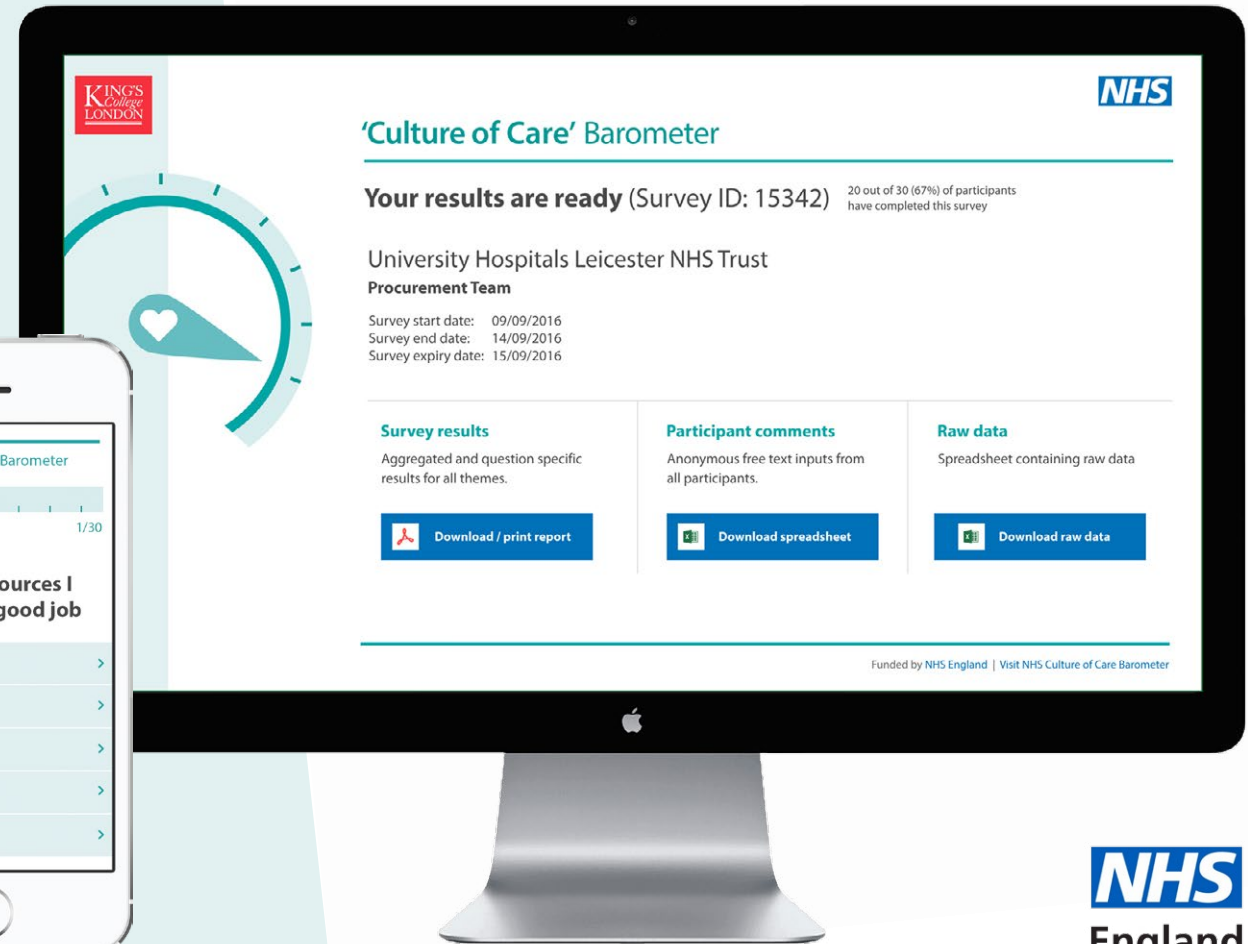 KING'S
College
LONDON
NHS
'Culture of Care' Barometer
Your results are ready (Survey ID: 15342)
20 out of 30 (67%) of participants
have completed this survey
University Hospitals Leicester NHS Trust
Procurement Team
Survey start date: 09/09/2016
Survey end date: 14/09/2016
Survey expiry date: 15/09/2016
Survey results
Aggregated and question specific
results for all themes.
Download / print report
Participant comments
Anonymous free text inputs from
all participants.
Download spreadsheet
Raw data
Spreadsheet containing raw data
Download raw data
Funded by NHS England | Visit NHS Culture of Care Barometer
Barometer
1/30
ources I
good job
NHS
England